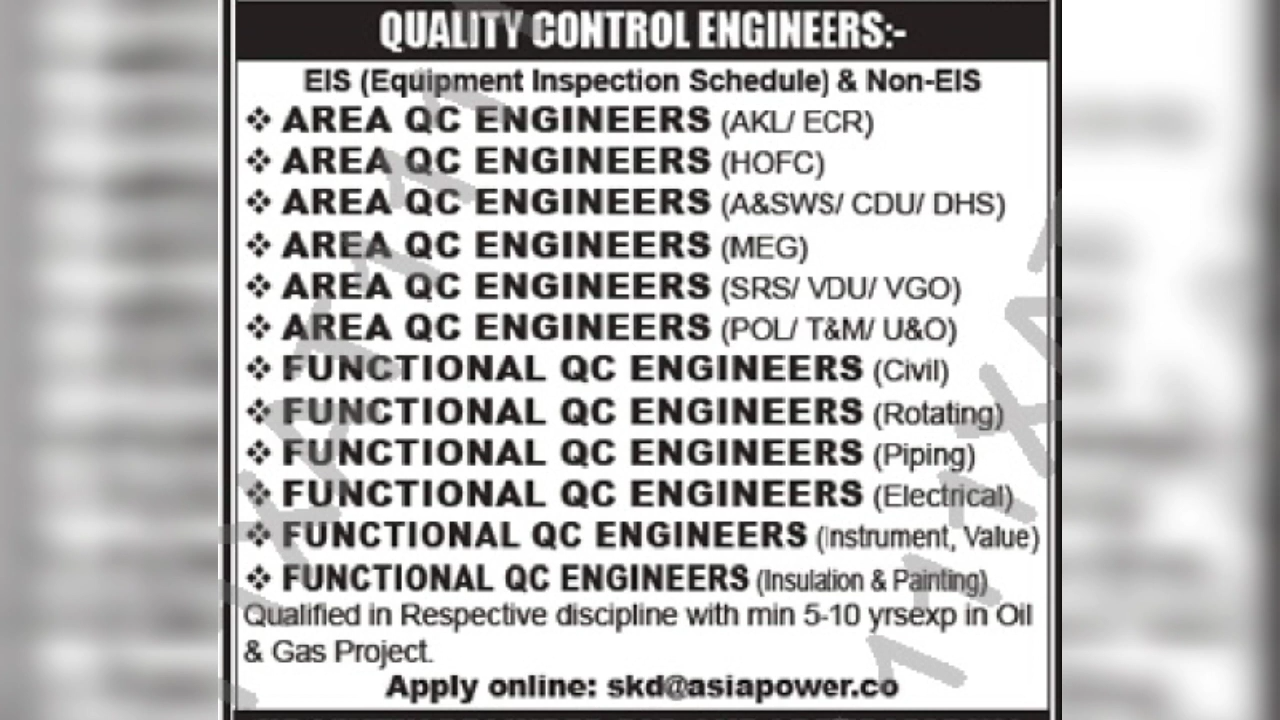 QUALITY CONTROL ENGINEERS:-
EIS (Equipment Inspection Schedule) & Non-EIS
❖ AREA QC ENGINEERS (AKL/ ECR)
❖ AREA QC ENGINEERS (HOFC)
❖ AREA QC ENGINEERS (A&SWS/ CDU/ DHS)
❖ AREA QC ENGINEERS (MEG)
❖ AREA QC ENGINEERS (SRS/ VDU/ VGO)
❖ AREA QC ENGINEERS (POL/ T&M/ U&O)
❖ FUNCTIONAL QC ENGINEERS (Civil)
❖ FUNCTIONAL QC ENGINEERS (Rotating)
❖ FUNCTIONAL QC ENGINEERS (Piping)
❖ FUNCTIONAL QC ENGINEERS (Electrical)
❖ FUNCTIONAL QC ENGINEERS (Instrument, Value)
❖ FUNCTIONAL QC ENGINEERS (Insulation & Painting)
Qualified in Respective discipline with min 5-10 yrsexp in Oil
& Gas Project.
Apply online: skd@asiapower.co